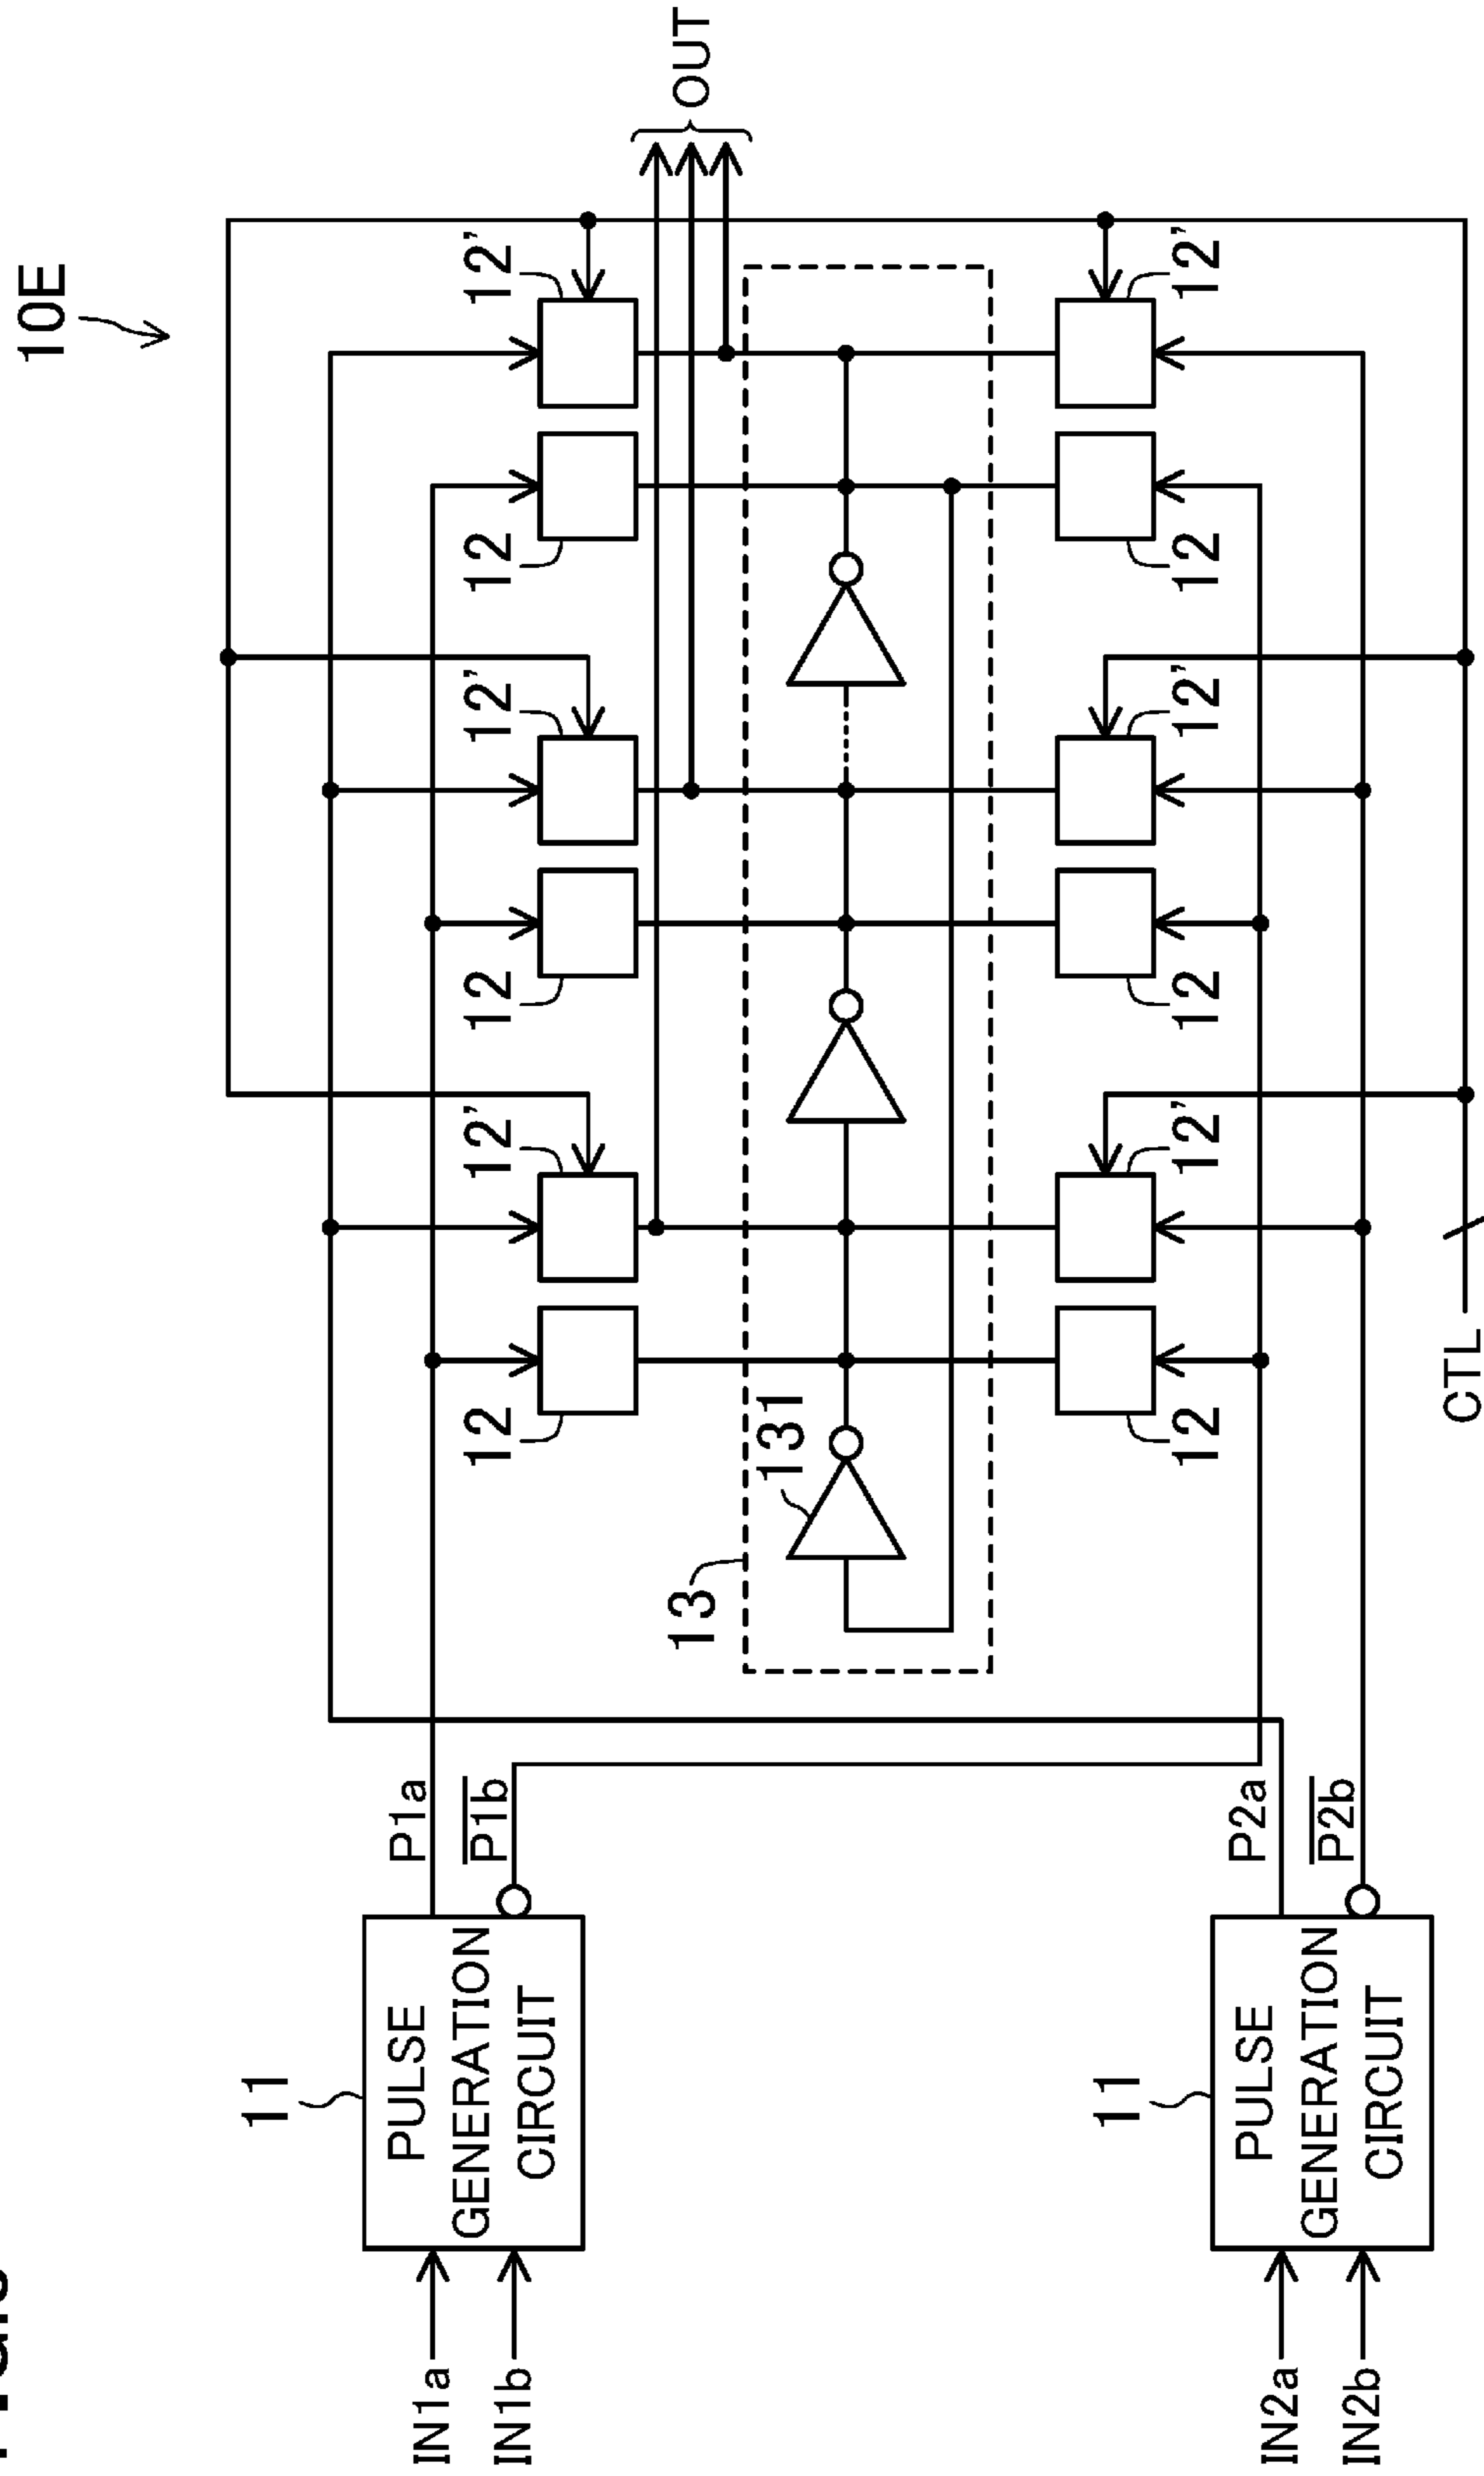 10E
OUT
12'
12'
12'
12
12
12
12'
12'
12'
12
12
12
13
131
CTL
P1a
P1b
P2a
P2b
11
PULSE
GENERATION
CIRCUIT
11
PULSE
GENERATION
CIRCUIT
IN1a
IN1b
IN2a
IN2b